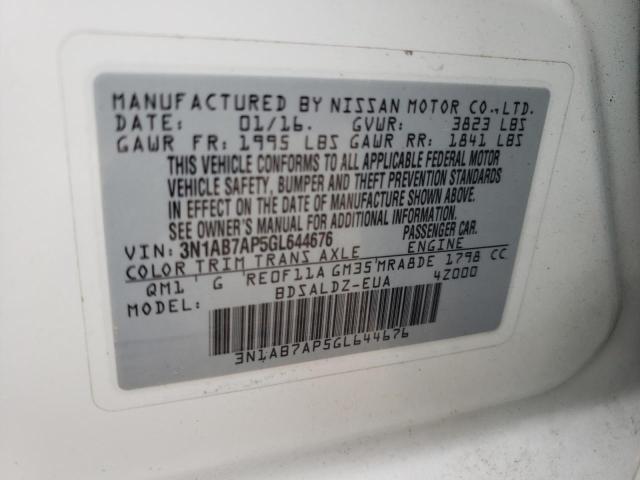 MANUFACTURED BY NISSAN MOTOR CO.,LTD.
DATE: 01/16. GVWR: 3823 LBS
GAWR FR: 1995 LBS GAWR RR: 1841 LBS
THIS VEHICLE CONFORMS TO ALL APPLICABLE FEDERAL MOTOR
VEHICLE SAFETY, BUMPER AND THEFT PREVENTION STANDARDS
IN EFFECT ON THE DATE OF MANUFACTURE SHOWN ABOVE.
SEE OWNER'S MANUAL FOR ADDITIONAL INFORMATION.
VIN: 3N1AB7AP5GL644676 PASSENGER CAR.
COLOR TRIM TRANS AXLE ENGINE
QM1 G RE0F11A GM35 MRA8DE 1798 CC
MODEL: BDSALDZ-EUA 4Z000
3N1AB7AP5GL644676